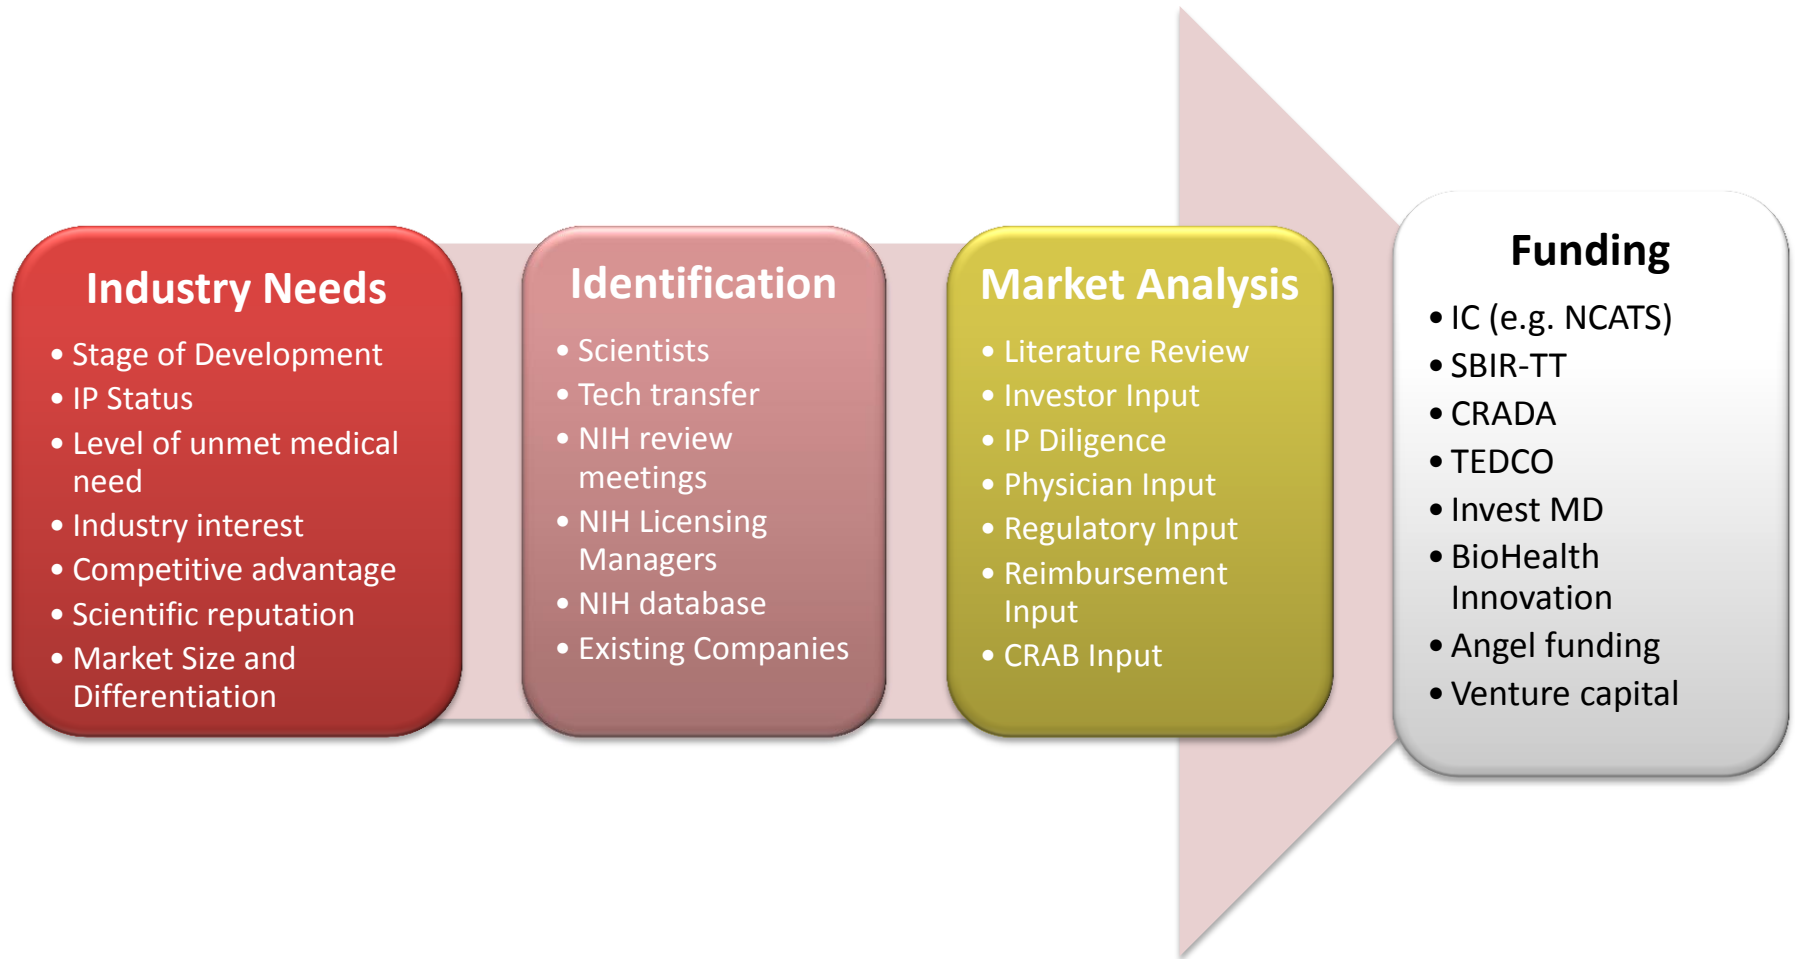 Industry Needs
• Stage of Development
• IP Status
• Level of unmet medical
need
• Industry interest
• Competitive advantage
• Scientific reputation
• Market Size and
Differentiation
Identification
• Scientists
• Tech transfer
• NIH review
meetings
• NIH Licensing
Managers
• NIH database
• Existing Companies
Market Analysis
• Literature Review
• Investor Input
• IP Diligence
• Physician Input
• Regulatory Input
• Reimbursement
Input
• CRAB Input
Funding
• IC (e.g. NCATS)
• SBIR-TT
• CRADA
• TEDCO
• Invest MD
• BioHealth
Innovation
• Angel funding
• Venture capital